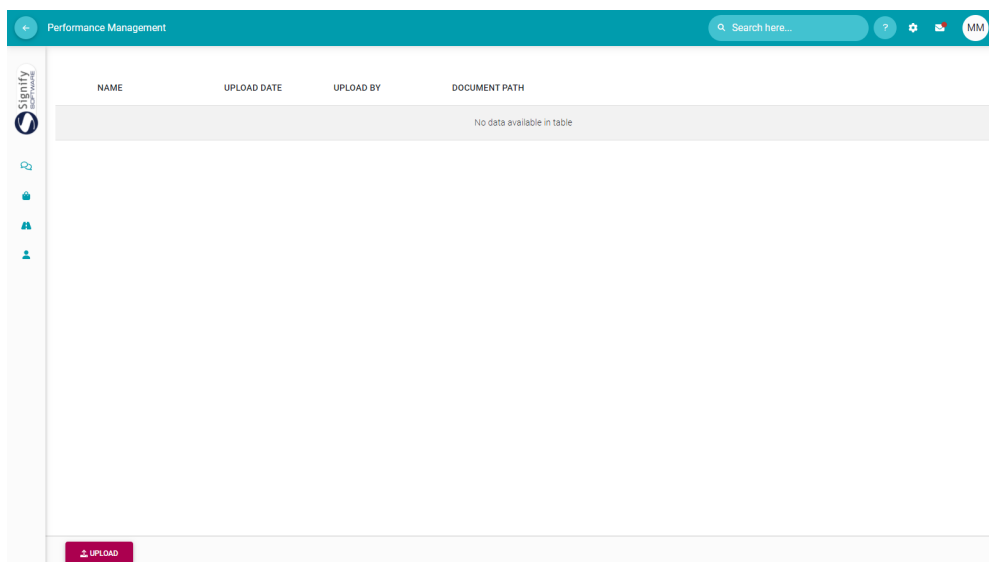 Performance Management
Search here...
?
MM
Signify
SOFTWARE
NAME UPLOAD DATE UPLOAD BY DOCUMENT PATH
No data available in table
UPLOAD